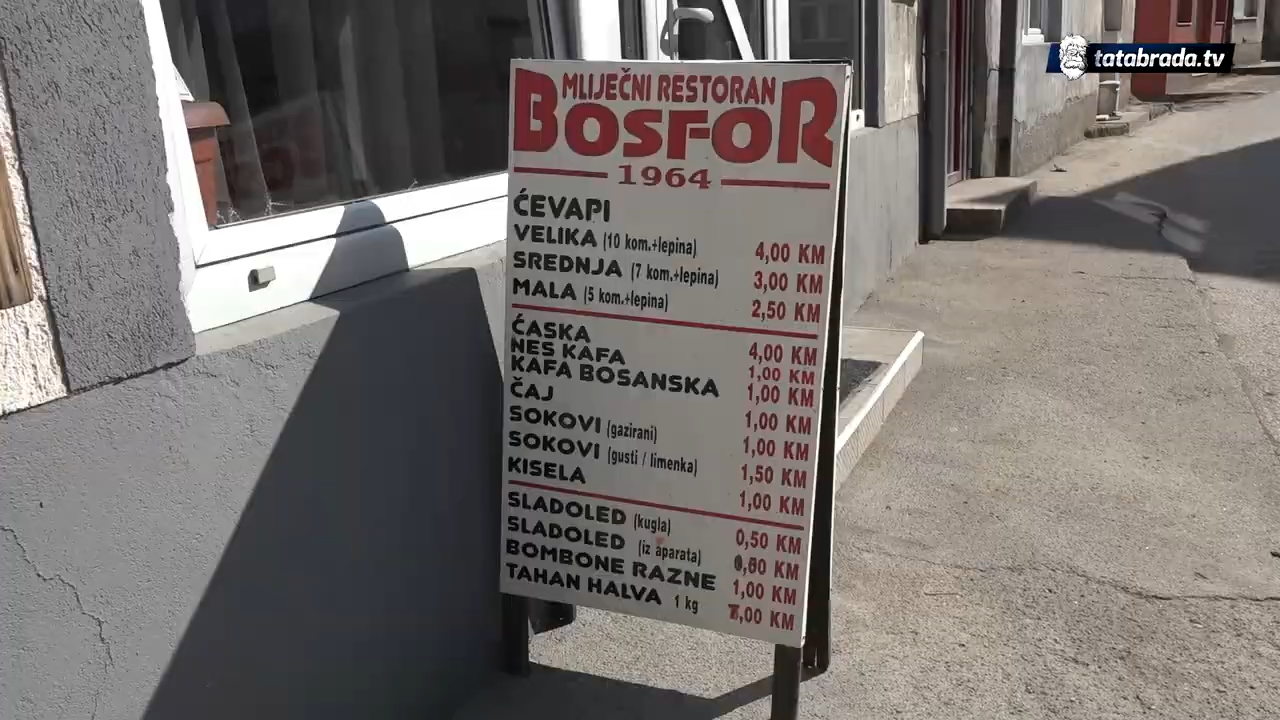 tatabrada.tv
MLIJEČNI RESTORAN
BOSFOR
1964
ĆEVAPI
VELIKA (10 kom.+lepina) 4,00 KM
SREDNJA (7 kom.+lepina) 3,00 KM
MALA (5 kom.+lepina) 2,50 KM
ĆASKA 4,00 KM
NES KAFA 1,00 KM
KAFA BOSANSKA 1,00 KM
ČAJ 1,00 KM
SOKOVI (gazirani) 1,00 KM
SOKOVI (gusti / limenka) 1,50 KM
KISELA 1,00 KM
SLADOLED (kugla) 0,50 KM
SLADOLED (iz aparata) KM
BOMBONE RAZNE 1,00 KM
TAHAN HALVA 1 kg 7,00 KM